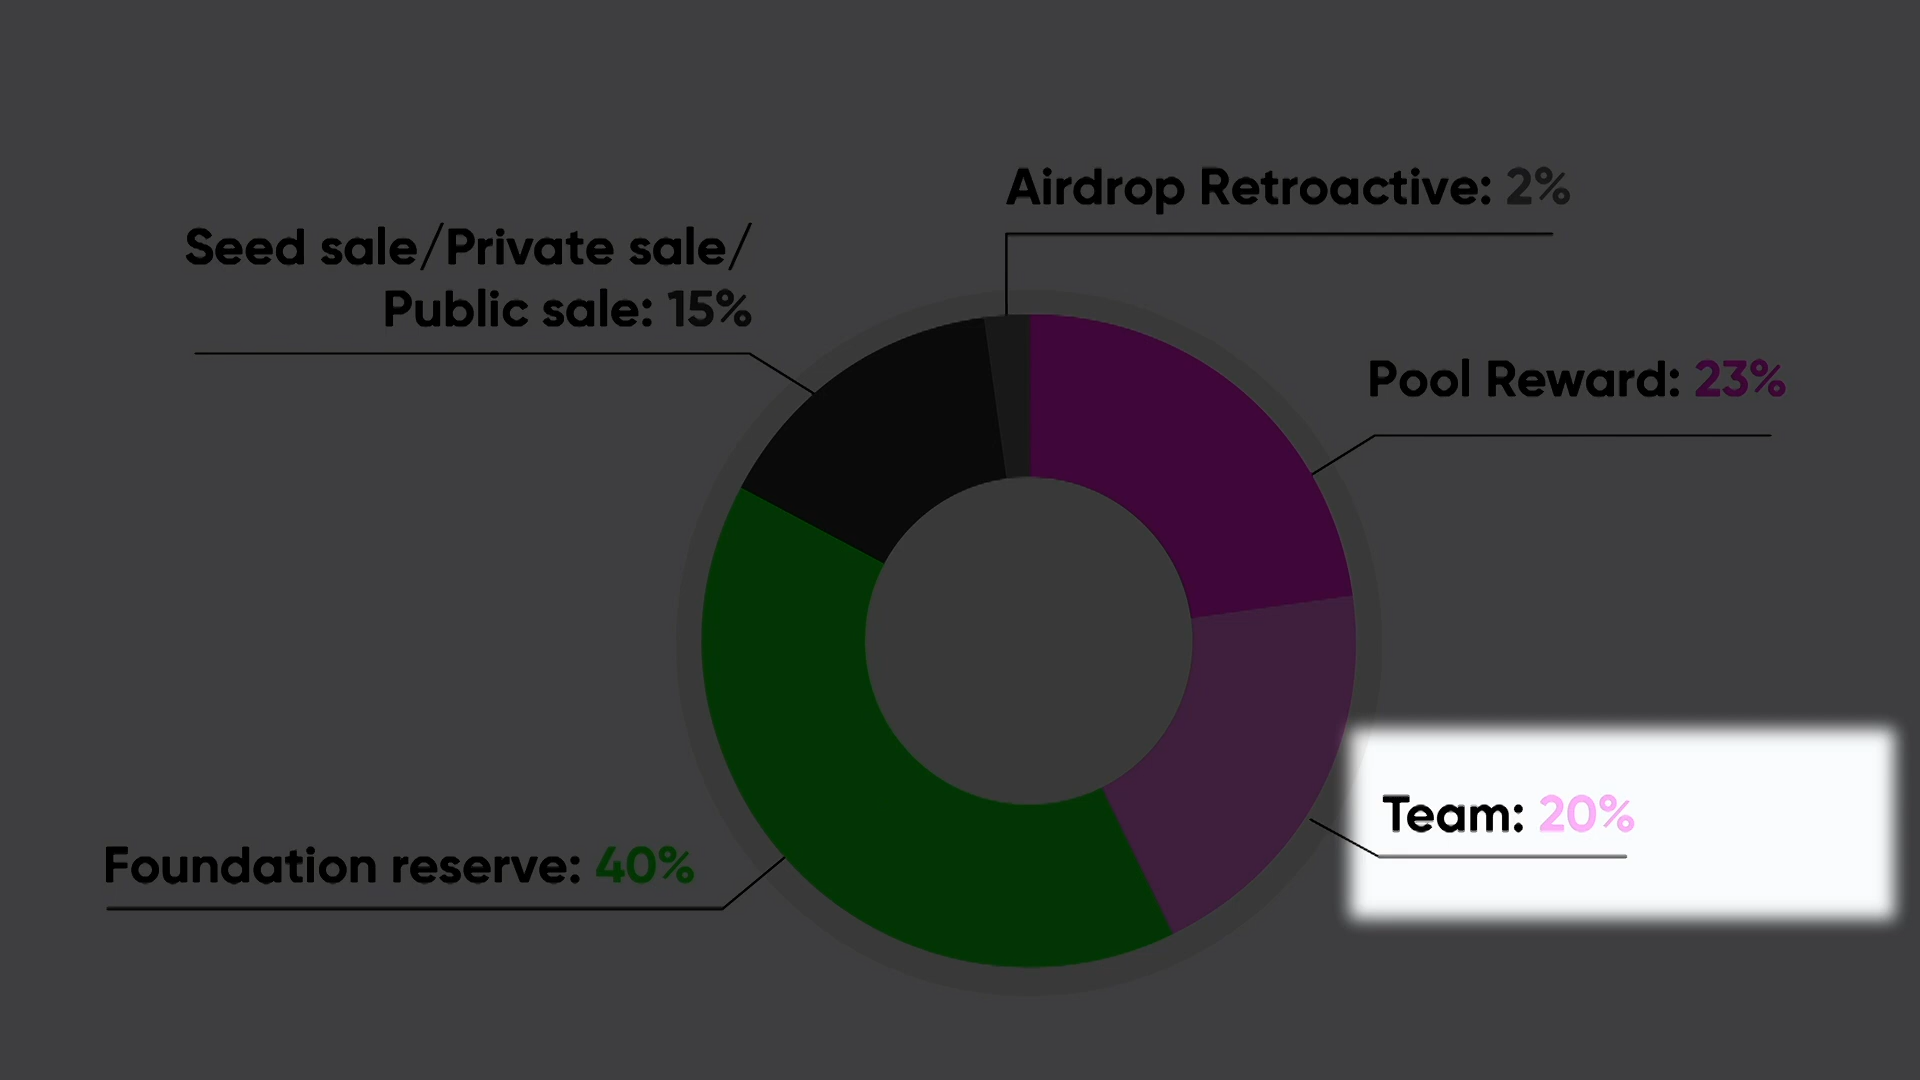 Airdrop Retroactive: 2%
Seed sale/Private sale/
Public sale: 15%
Pool Reward: 23%
Team: 20%
Foundation reserve: 40%